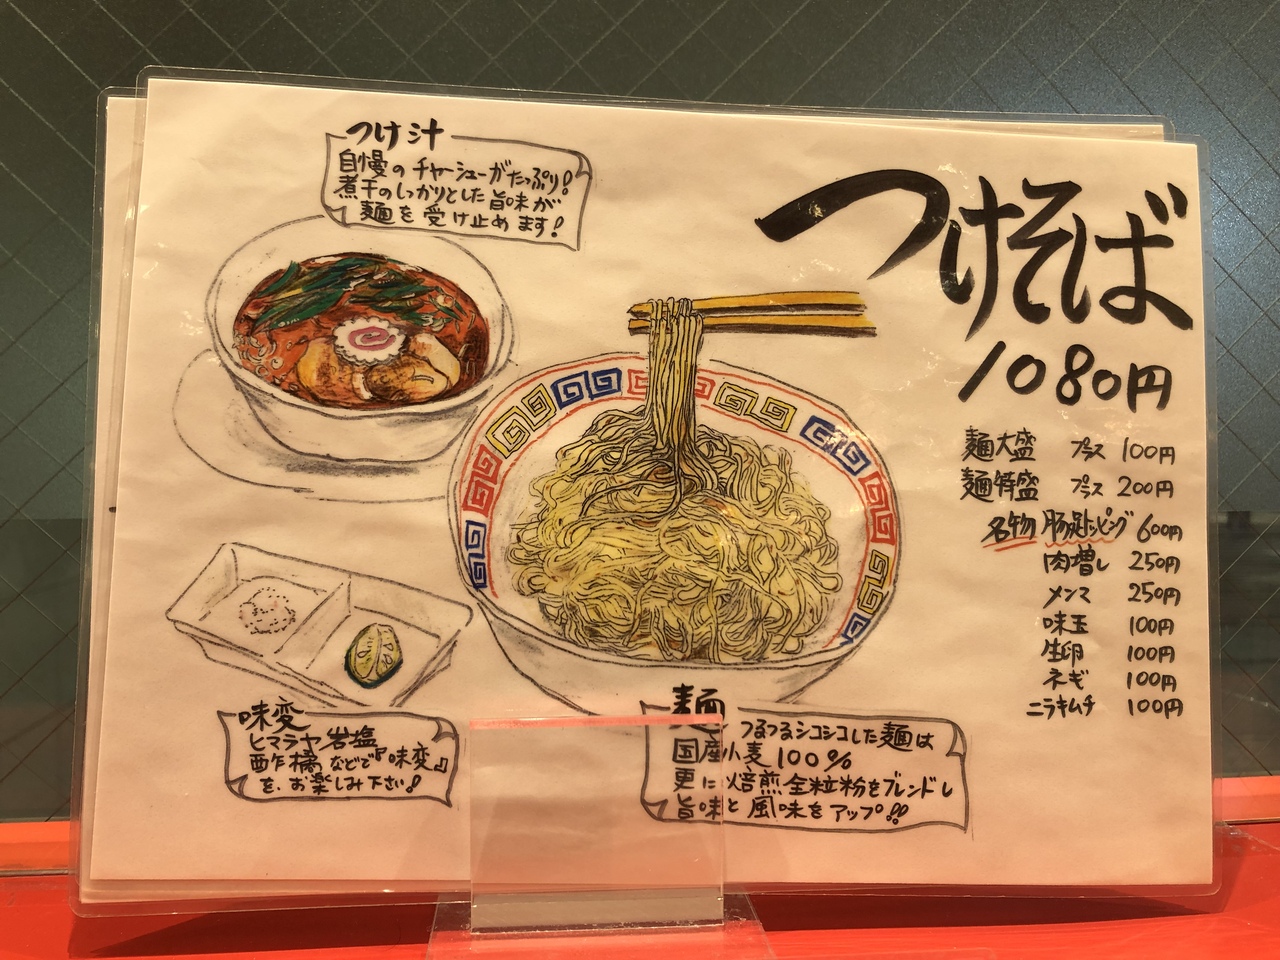 つけ汁
自慢のチャーシューがたっぷり!
煮干のしっかりとした旨味が
麺を受け止めます!
つけそば
1080円
麺大盛 プラス 100円
麺特盛 プラス 200円
名物 豚足トッピング 600円
肉増し 250円
メンマ 250円
味玉 100円
生卵 100円
ネギ 100円
ニラキムチ 100円
味変
ヒマラヤ岩塩
酢橘などで『味変』
を、お楽しみ下さい!
麺
つるつるシコシコした麺は
国産小麦100%
更に焙煎全粒粉をブレンドし
旨味と風味をアップ!!